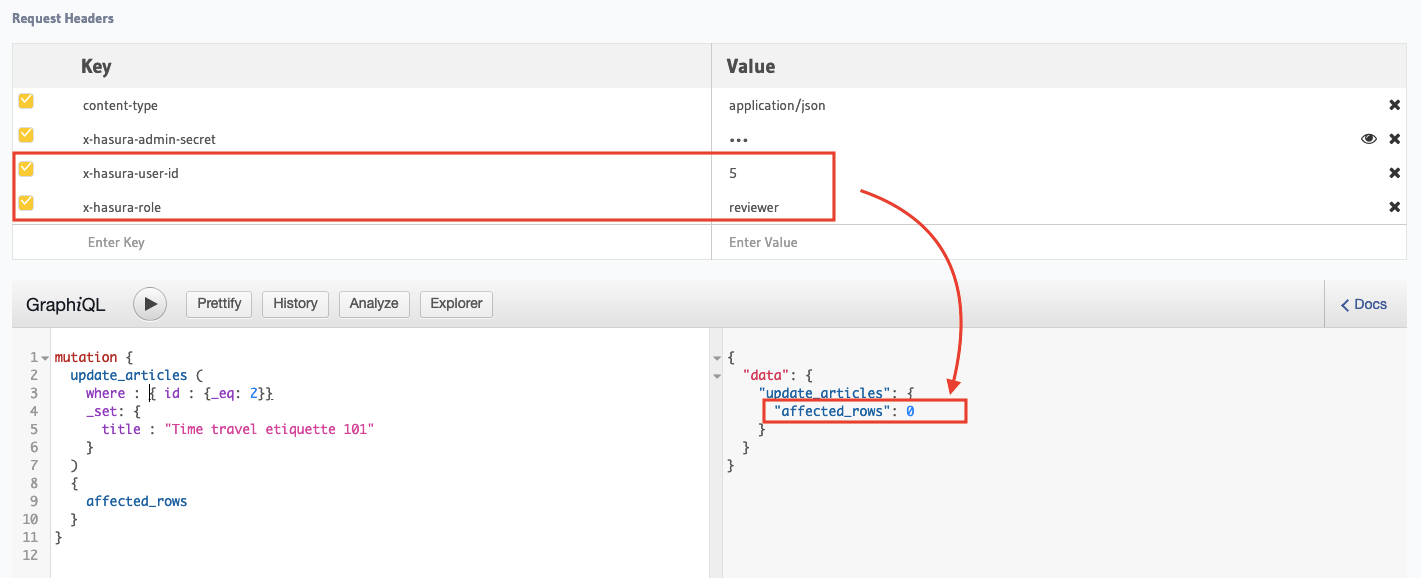 Request Headers
Key Value
content-type application/json
x-hasura-admin-secret •••
x-hasura-user-id 5
x-hasura-role reviewer
Enter Key Enter Value
GraphiQL Prettify History Analyze Explorer Docs
1 mutation {
2 update_articles (
3 where : { id : {_eq: 2}}
4 _set: {
5 title : "Time travel etiquette 101"
6 }
7 )
8 {
9 affected_rows
10 }
11 }
12
{
"data": {
"update_articles": {
"affected_rows": 0
}
}
}